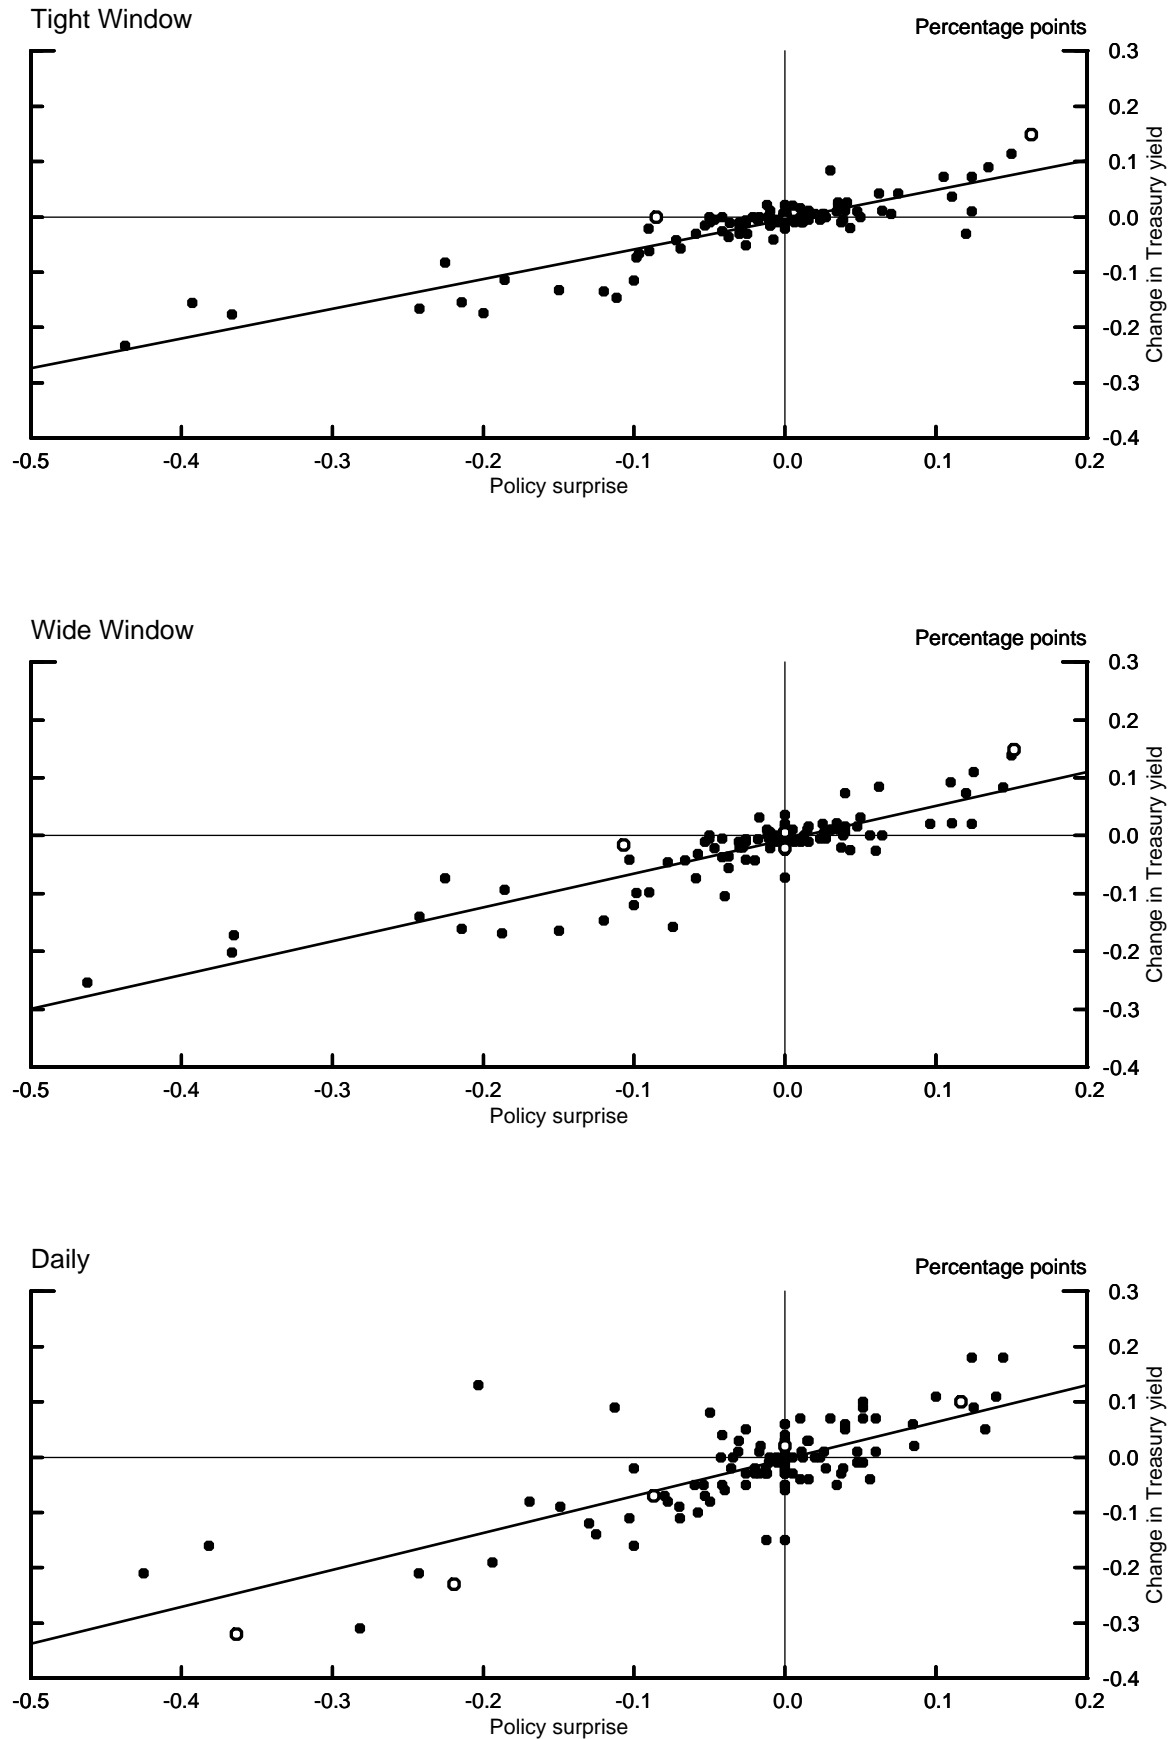 Tight Window
Percentage points
0.3
0.2
0.1
0.0
-0.1
-0.2
-0.3
-0.4
Change in Treasury yield
-0.5 -0.4 -0.3 -0.2 -0.1 0.0 0.1 0.2
Policy surprise
Wide Window
Percentage points
0.3
0.2
0.1
0.0
-0.1
-0.2
-0.3
-0.4
Change in Treasury yield
-0.5 -0.4 -0.3 -0.2 -0.1 0.0 0.1 0.2
Policy surprise
Daily
Percentage points
0.3
0.2
0.1
0.0
-0.1
-0.2
-0.3
-0.4
Change in Treasury yield
-0.5 -0.4 -0.3 -0.2 -0.1 0.0 0.1 0.2
Policy surprise